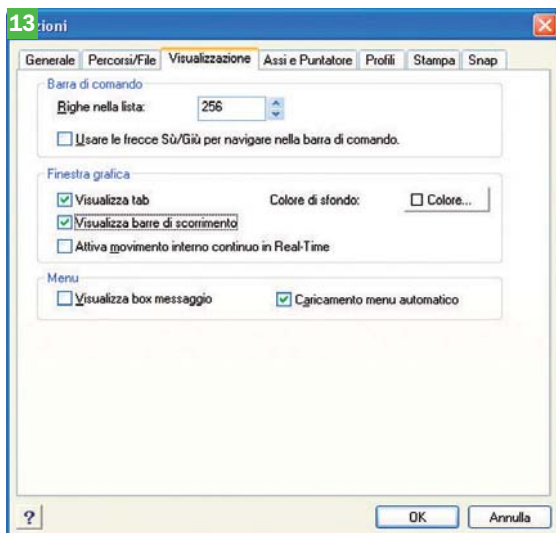 13
zioni
Generale Percorsi/File Visualizzazione Assi e Puntatore Profili Stampa Snap
Barra di comando
Righe nella lista: 256
Usare le frecce Sù/Giù per navigare nella barra di comando.
Finestra grafica
Visualizza tab Colore di sfondo: Colore...
Visualizza barre di scorrimento
Attiva movimento interno continuo in Real-Time
Menu
Visualizza box messaggio Caricamento menu automatico
? OK Annulla